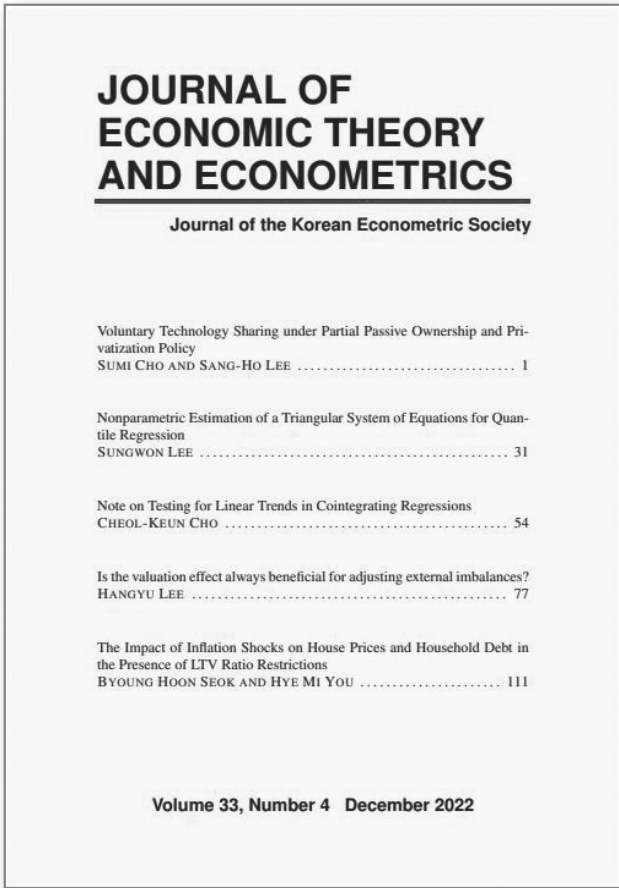 JOURNAL OF
ECONOMIC THEORY
AND ECONOMETRICS
Journal of the Korean Econometric Society
Voluntary Technology Sharing under Partial Passive Ownership and Pri-
vatization Policy
SUMI CHO AND SANG-HO LEE .................................. 1
Nonparametric Estimation of a Triangular System of Equations for Quan-
tile Regression
SUNGWON LEE ................................................ 31
Note on Testing for Linear Trends in Cointegrating Regressions
CHEOL-KEUN CHO ............................................ 54
Is the valuation effect always beneficial for adjusting external imbalances?
HANGYU LEE ................................................. 77
The Impact of Inflation Shocks on House Prices and Household Debt in
the Presence of LTV Ratio Restrictions
BYOUNG HOON SEOK AND HYE MI YOU ...................... 111
Volume 33, Number 4 December 2022